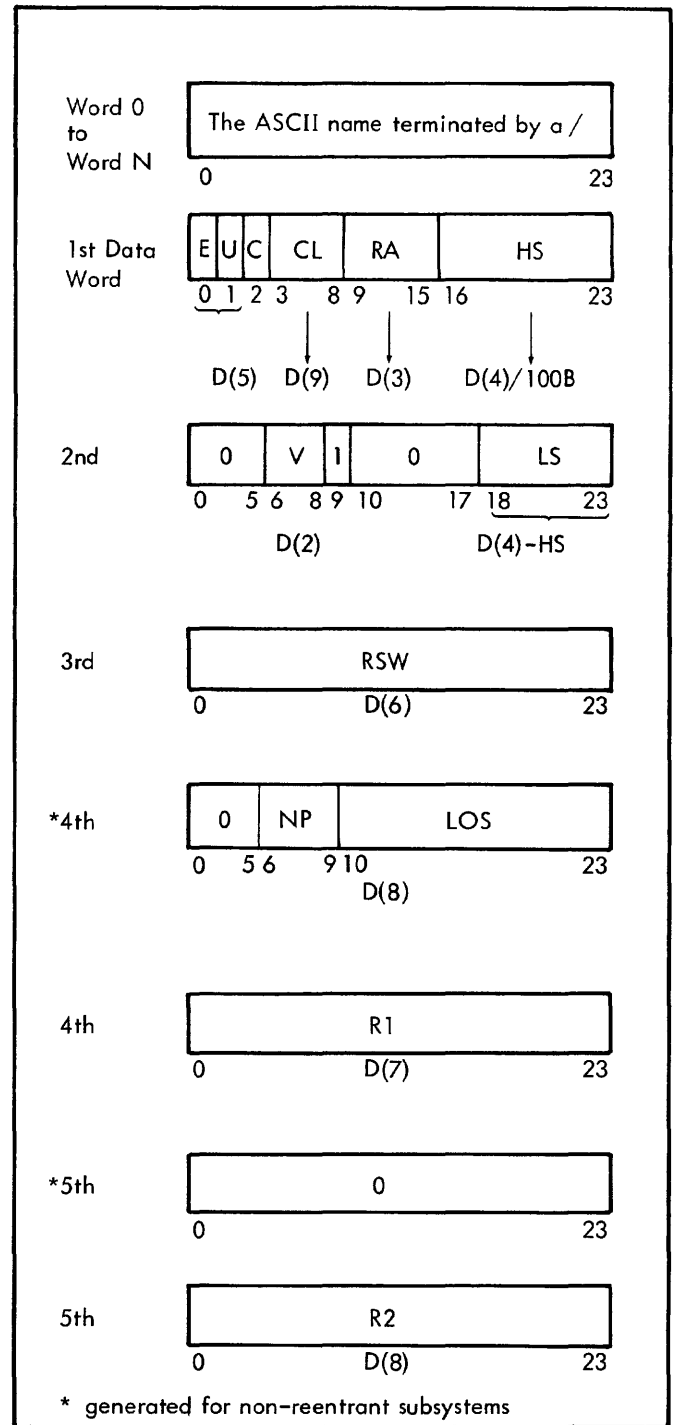 Word 0
to
Word N
The ASCII name terminated by a /
0 23
1st Data
Word
E U C CL RA HS
0 1 2 3 8 9 15 16 23
D(5) D(9) D(3) D(4)/100B
2nd
0 V 1 0 LS
0 5 6 8 9 10 17 18 23
D(2) D(4)-HS
3rd
RSW
0 D(6) 23
*4th
0 NP LOS
0 5 6 9 10 23
D(8)
4th
R1
0 D(7) 23
*5th
0
0 23
5th
R2
0 D(8) 23
* generated for non-reentrant subsystems